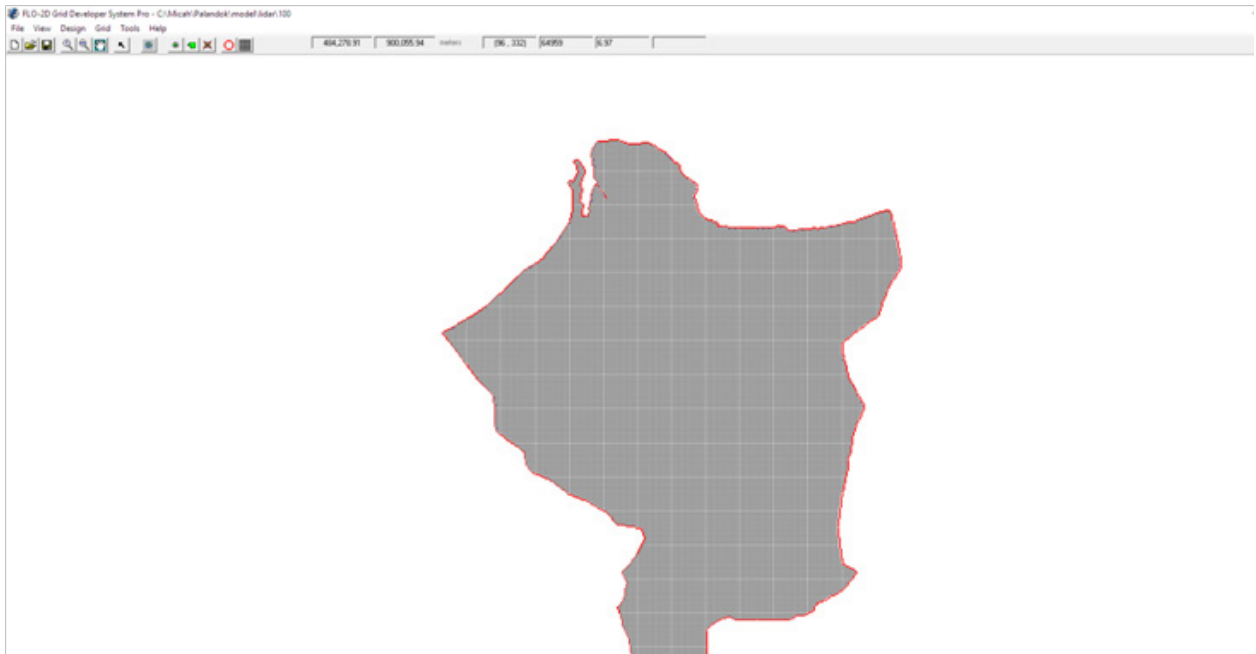 FLO-2D Grid Developer System Pro - C:\Micah\Palandok\model\lidar\100
File View Design Grid Tools Help
484,278.91 900,055.94 meters (96 , 332) 64959 6.97